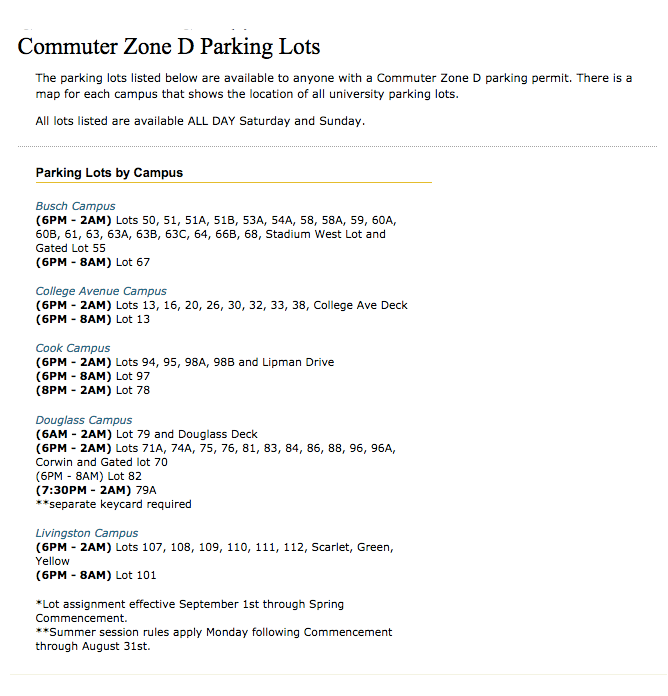 Commuter Zone D Parking Lots
The parking lots listed below are available to anyone with a Commuter Zone D parking permit. There is a
map for each campus that shows the location of all university parking lots.
All lots listed are available ALL DAY Saturday and Sunday.
Parking Lots by Campus
Busch Campus
(6PM - 2AM) Lots 50, 51, 51A, 51B, 53A, 54A, 58, 58A, 59, 60A,
60B, 61, 63, 63A, 63B, 63C, 64, 66B, 68, Stadium West Lot and
Gated Lot 55
(6PM - 8AM) Lot 67
College Avenue Campus
(6PM - 2AM) Lots 13, 16, 20, 26, 30, 32, 33, 38, College Ave Deck
(6PM - 8AM) Lot 13
Cook Campus
(6PM - 2AM) Lots 94, 95, 98A, 98B and Lipman Drive
(6PM - 8AM) Lot 97
(8PM - 2AM) Lot 78
Douglass Campus
(6AM - 2AM) Lot 79 and Douglass Deck
(6PM - 2AM) Lots 71A, 74A, 75, 76, 81, 83, 84, 86, 88, 96, 96A,
Corwin and Gated lot 70
(6PM - 8AM) Lot 82
(7:30PM - 2AM) 79A
**separate keycard required
Livingston Campus
(6PM - 2AM) Lots 107, 108, 109, 110, 111, 112, Scarlet, Green,
Yellow
(6PM - 8AM) Lot 101
*Lot assignment effective September 1st through Spring
Commencement.
**Summer session rules apply Monday following Commencement
through August 31st.